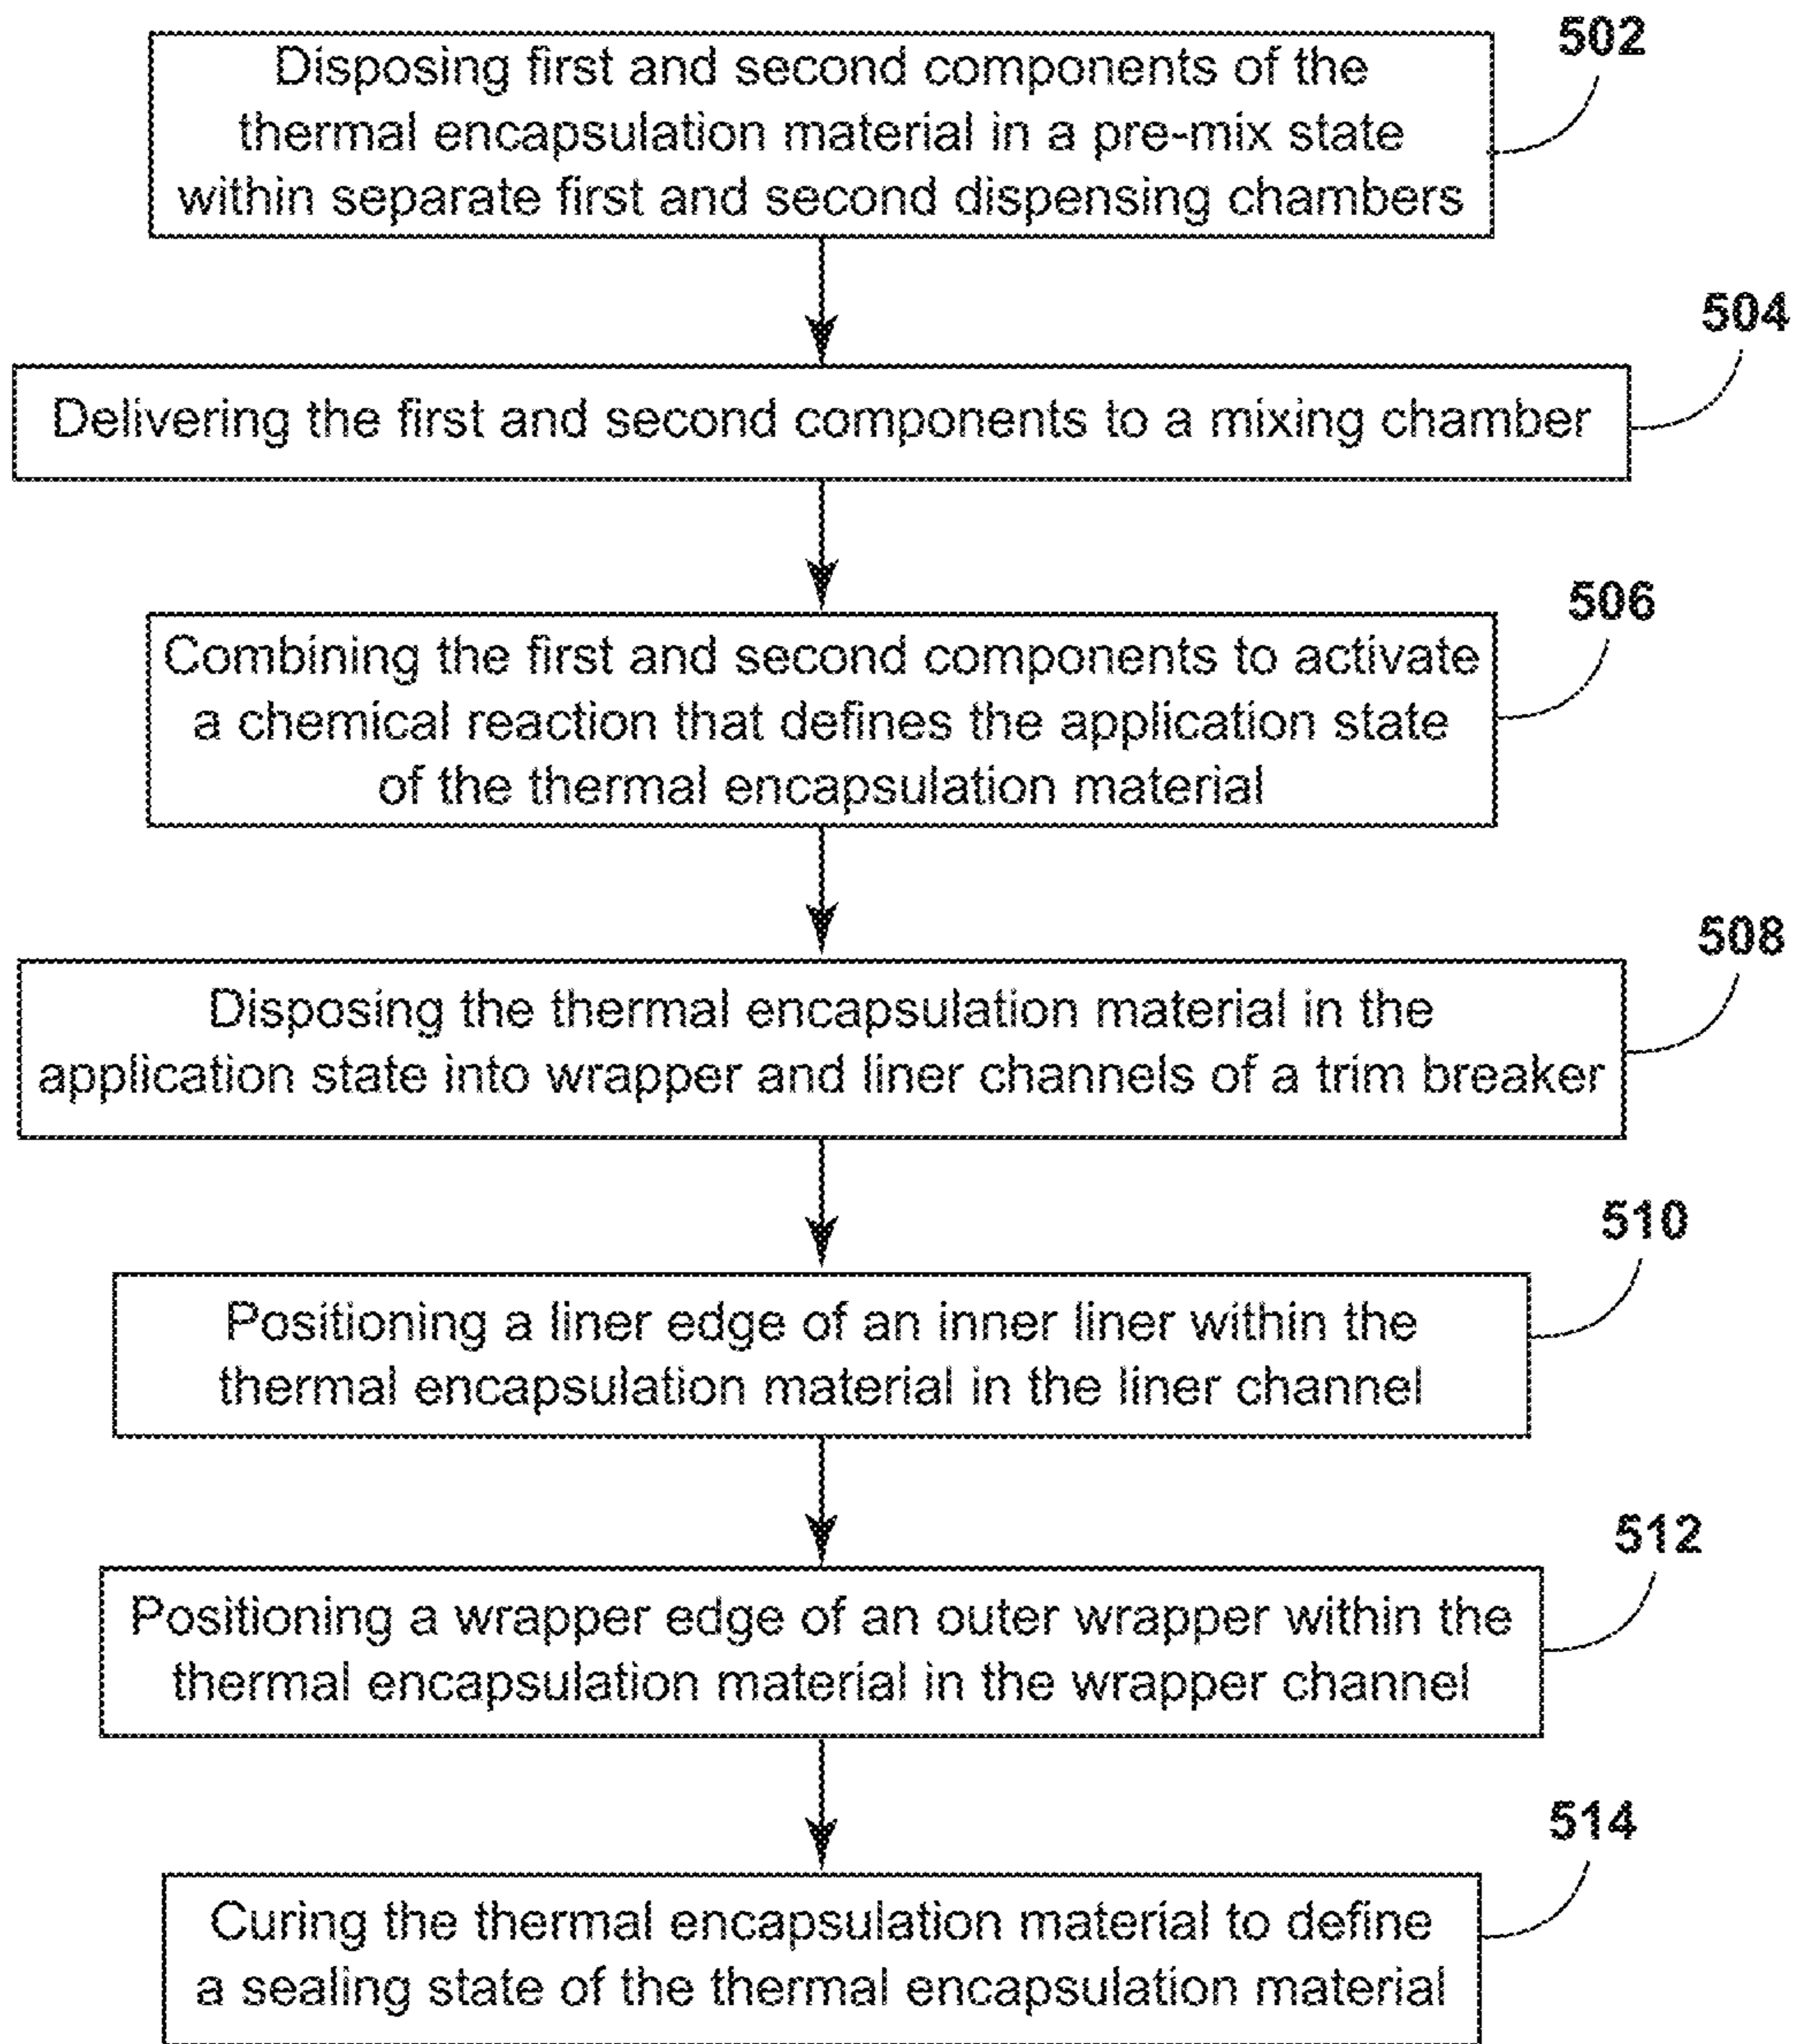 502
Disposing first and second components of the
thermal encapsulation material in a pre-mix state
within separate first and second dispensing chambers
504
Delivering the first and second components to a mixing chamber
506
Combining the first and second components to activate
a chemical reaction that defines the application state
of the thermal encapsulation material
508
Disposing the thermal encapsulation material in the
application state into wrapper and liner channels of a trim breaker
510
Positioning a liner edge of an inner liner within the
thermal encapsulation material in the liner channel
512
Positioning a wrapper edge of an outer wrapper within the
thermal encapsulation material in the wrapper channel
514
Curing the thermal encapsulation material to define
a sealing state of the thermal encapsulation material